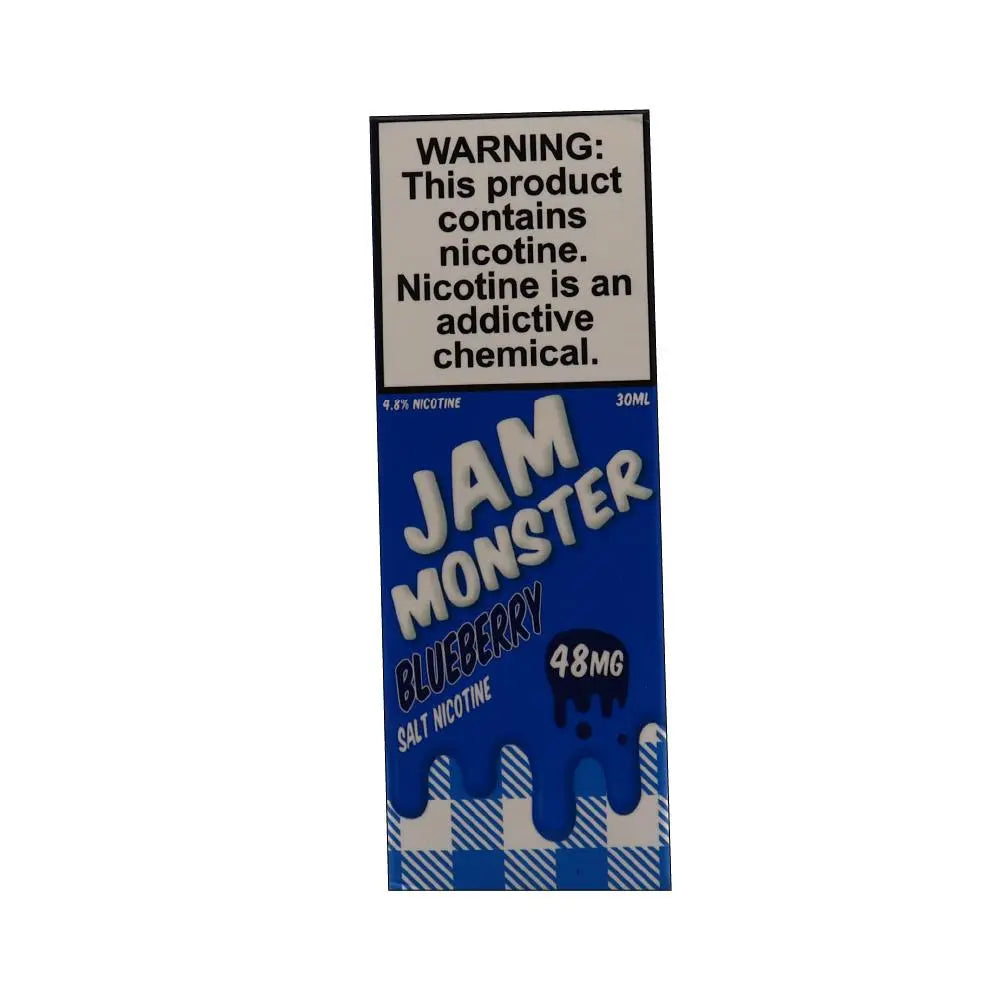 WARNING:
This product
contains
nicotine.
Nicotine is an
addictive
chemical.
4.8% NICOTINE 30ML
JAM
MONSTER
BLUEBERRY
48MG
SALT NICOTINE